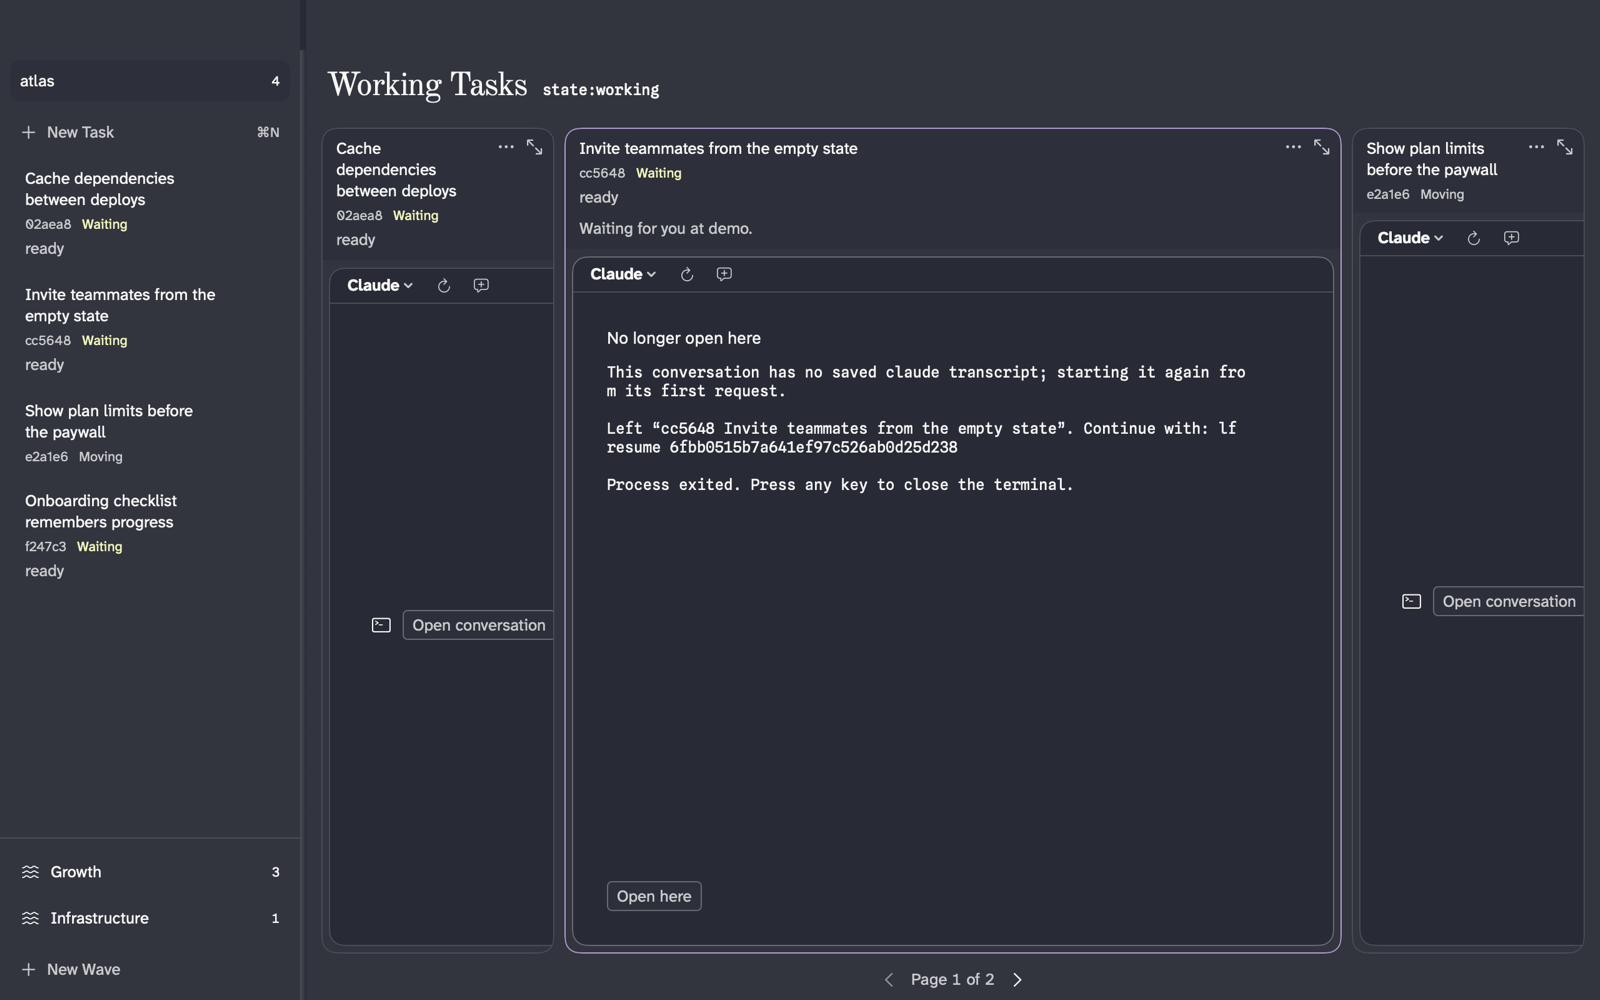 atlas 4
New Task ⌘N
Cache dependencies
between deploys
02aea8 Waiting
ready
Invite teammates from the
empty state
cc5648 Waiting
ready
Show plan limits before
the paywall
e2a1e6 Moving
Onboarding checklist
remembers progress
f247c3 Waiting
ready
Growth 3
Infrastructure 1
New Wave
Working Tasks state:working
Cache
dependencies
between deploys
02aea8 Waiting
ready
Claude
Open conversation
Invite teammates from the empty state
cc5648 Waiting
ready
Waiting for you at demo.
Claude
No longer open here
This conversation has no saved claude transcript; starting it again fro
m its first request.
Left “cc5648 Invite teammates from the empty state”. Continue with: lf
resume 6fbb0515b7a641ef97c526ab0d25d238
Process exited. Press any key to close the terminal.
Open here
Show plan limits
before the paywall
e2a1e6 Moving
Claude
Open conversation
Page 1 of 2